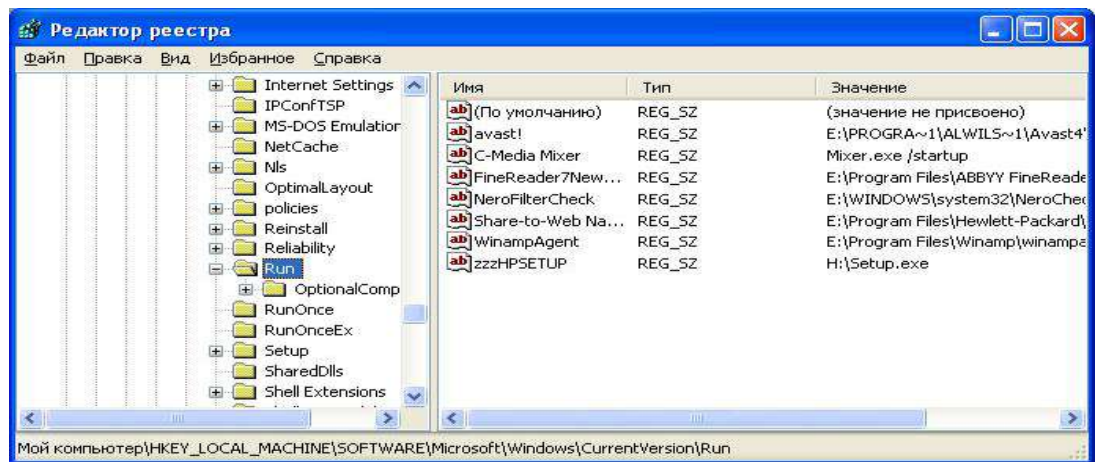 Редактор реестра
Файл Правка Вид Избранное Справка
Internet Settings
IPConfTSP
MS-DOS Emulation
NetCache
Nls
OptimalLayout
policies
Reinstall
Reliability
Run
OptionalComp
RunOnce
RunOnceEx
Setup
SharedDlls
Shell Extensions
Имя Тип Значение
(По умолчанию) REG_SZ (значение не присвоено)
avast! REG_SZ E:\PROGRA~1\ALWILS~1\Avast4\
C-Media Mixer REG_SZ Mixer.exe /startup
FineReader7New... REG_SZ E:\Program Files\ABBYY FineReade
NeroFilterCheck REG_SZ E:\WINDOWS\system32\NeroChec
Share-to-Web Na... REG_SZ E:\Program Files\Hewlett-Packard\
WinampAgent REG_SZ E:\Program Files\Winamp\winampa
zzzHPSETUP REG_SZ H:\Setup.exe
Мой компьютер\HKEY_LOCAL_MACHINE\SOFTWARE\Microsoft\Windows\CurrentVersion\Run